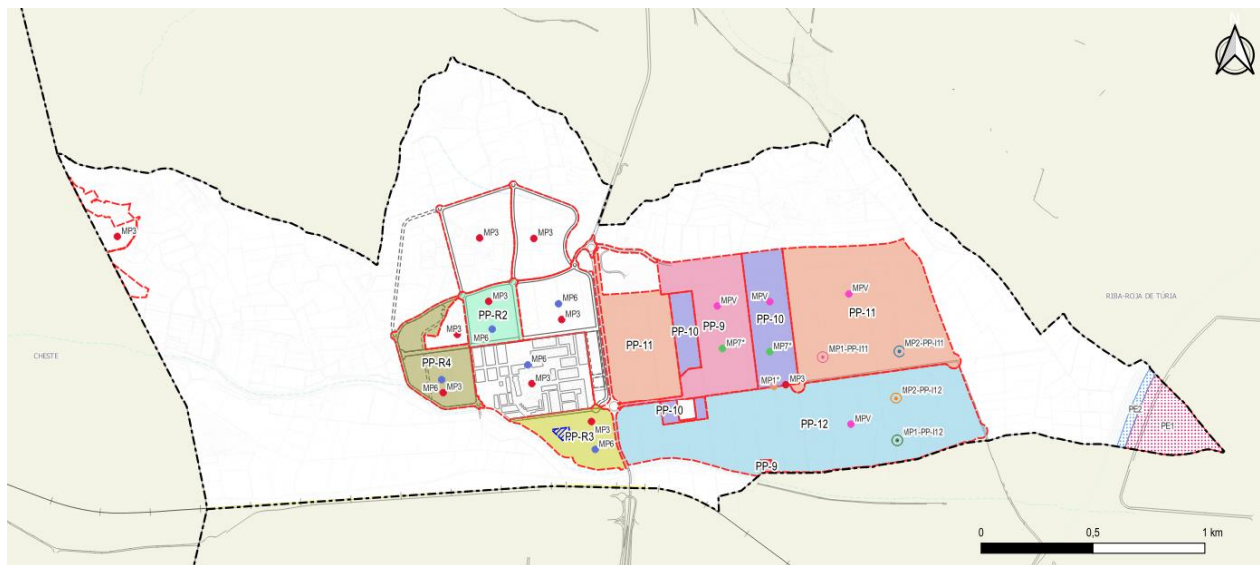 N
MP3
MP3
MP3
MP3
PP-R2
MP6
MP6
MP3
MP3
PP-R4
MP6
MP3
MP6
MP3
MP3
PP-R3
MP6
PP-11
PP-10
MPV
PP-9
MP7*
MPV
PP-10
MP7*
MPV
PP-11
MP1-PP-I11
MP2-PP-I11
MP1*
MP3
PP-10
PP-12
MPV
MP2-PP-I12
MP1-PP-I12
PP-9
RIBA-ROJA DE TÚRIA
CHESTE
PE2
PE1
0
0,5
1 km